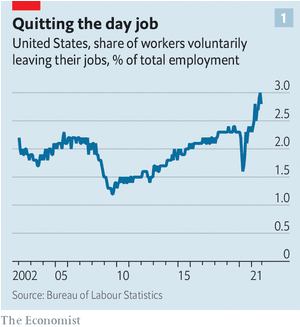 Quitting the day job
1
United States, share of workers voluntarily
leaving their jobs, % of total employment
3.0
2.5
2.0
1.5
1.0
0.5
0
2002 05 10 15 21
Source: Bureau of Labour Statistics
The Economist